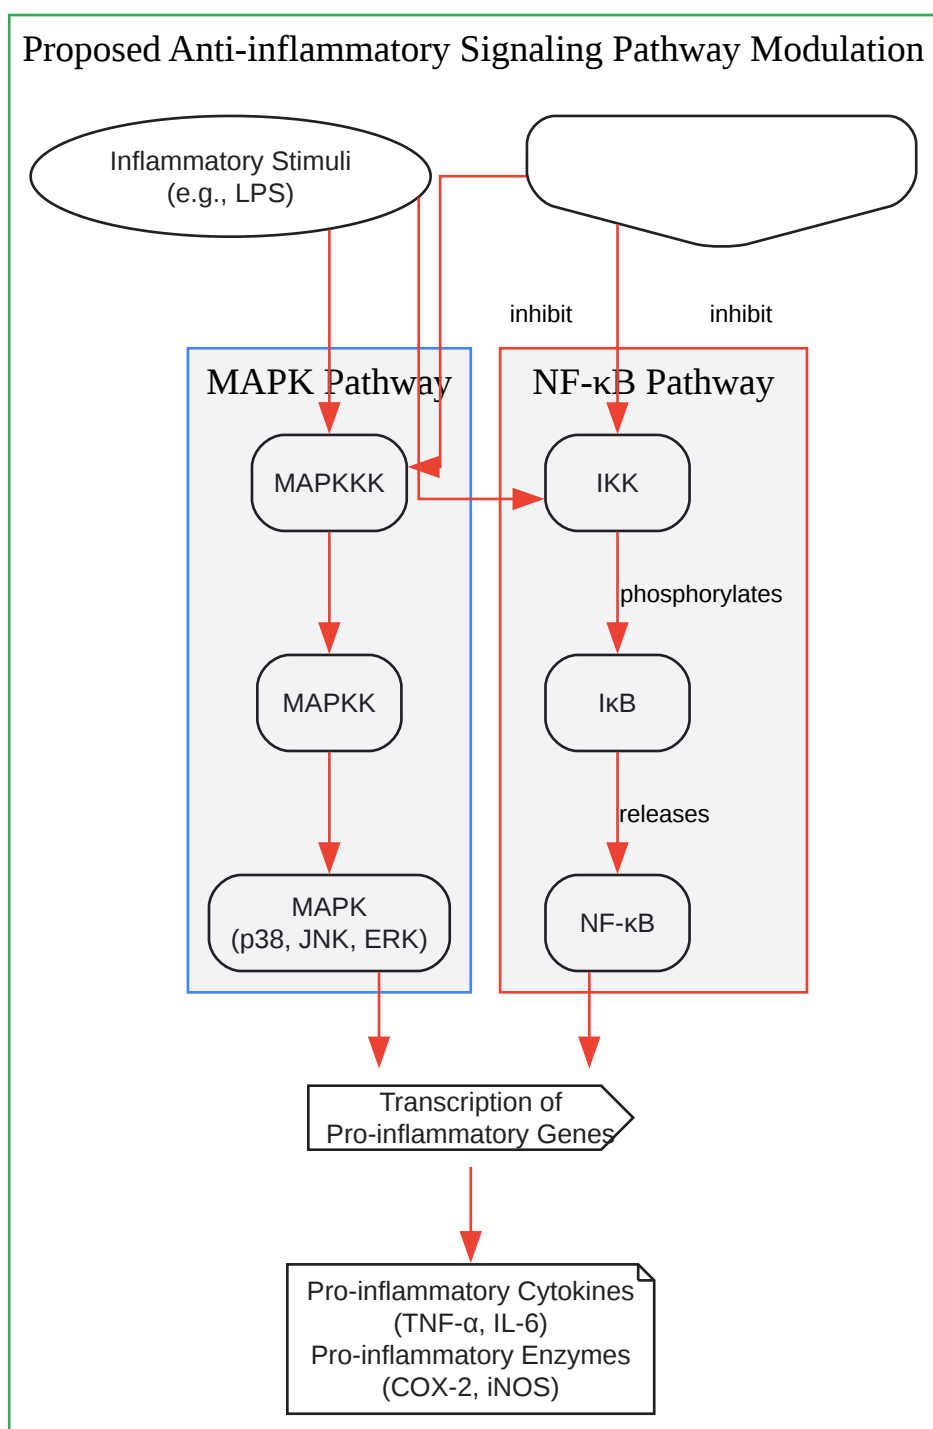 Proposed Anti-inflammatory Signaling Pathway Modulation
Inflammatory Stimuli
(e.g., LPS)
inhibit
inhibit
MAPK Pathway
NF-κB Pathway
MAPKKK
IKK
phosphorylates
MAPKK
IκB
releases
MAPK
(p38, JNK, ERK)
NF-κB
Transcription of
Pro-inflammatory Genes
Pro-inflammatory Cytokines
(TNF-α, IL-6)
Pro-inflammatory Enzymes
(COX-2, iNOS)